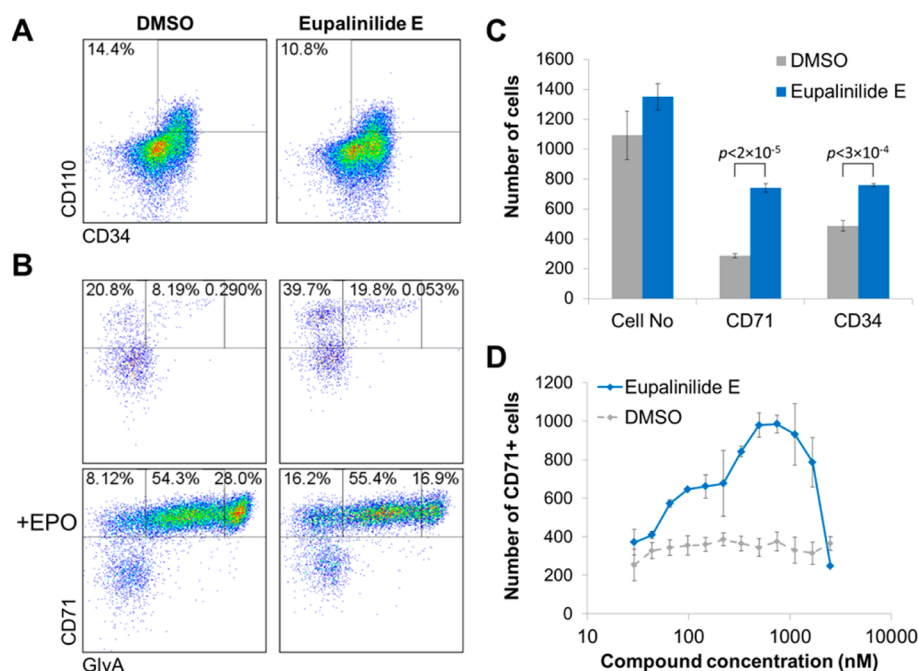 A
DMSO
Eupalinilide E
14.4%
10.8%
CD110
CD34
B
20.8% 8.19% 0.290%
39.7% 19.8% 0.053%
+EPO
8.12% 54.3% 28.0%
16.2% 55.4% 16.9%
CD71
GlyA
C
DMSO
Eupalinilide E
Number of cells
1600
1400
1200
1000
800
600
400
200
0
p<2×10-5
p<3×10-4
Cell No CD71 CD34
D
Eupalinilide E
DMSO
Number of CD71+ cells
1200
1000
800
600
400
200
0
10 100 1000 10000
Compound concentration (nM)